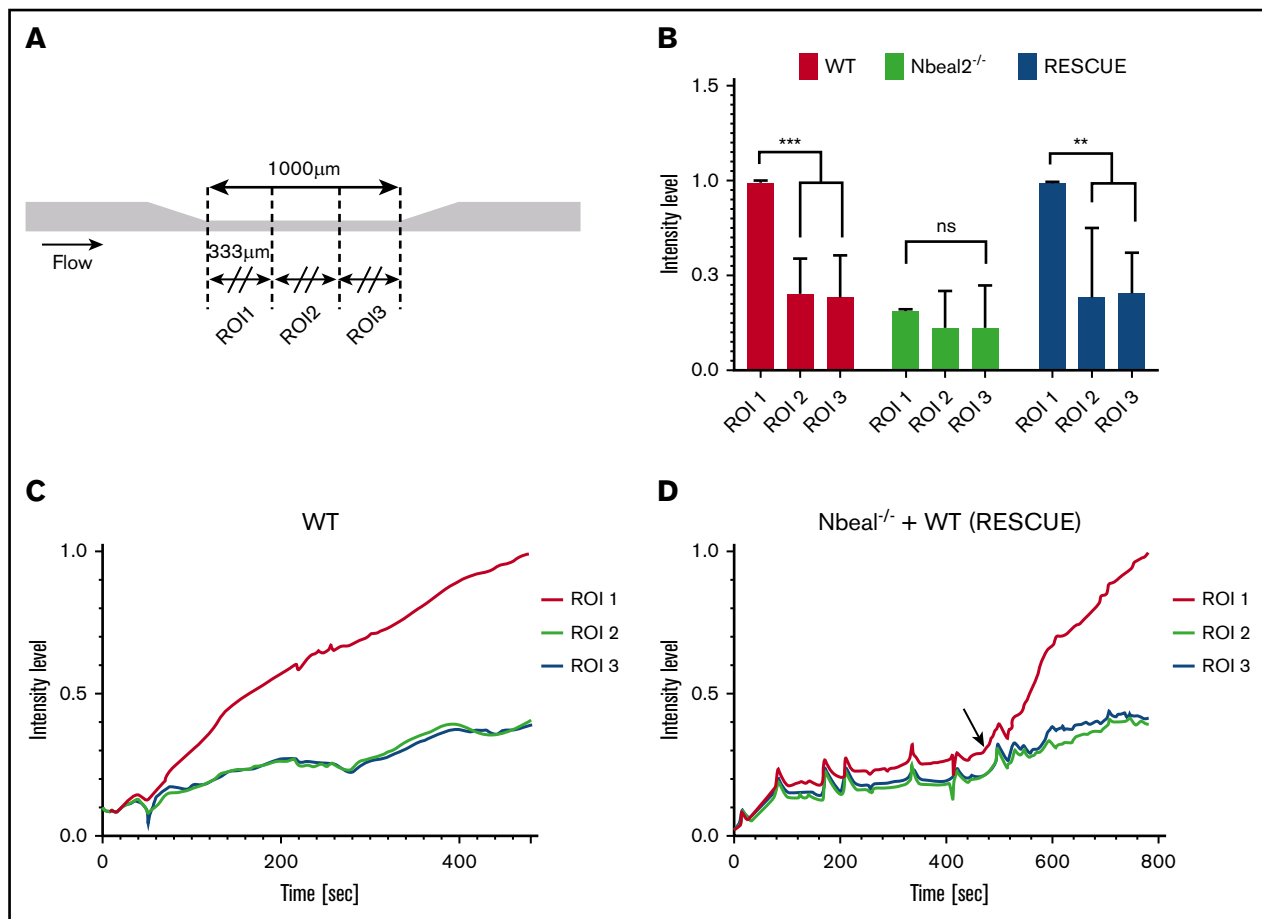 A
1000µm
333µm
Flow
ROI1
ROI2
ROI3
B
WT
Nbeal2-/-
RESCUE
Intensity level
1.5
1.0
0.3
0.0
***
ns
**
ROI 1
ROI 2
ROI 3
ROI 1
ROI 2
ROI 3
ROI 1
ROI 2
ROI 3
C
WT
Intensity level
1.0
0.5
0.0
0
200
400
Time [sec]
ROI 1
ROI 2
ROI 3
D
Nbeal-/- + WT (RESCUE)
Intensity level
1.0
0.5
0.0
0
200
400
600
800
Time [sec]
ROI 1
ROI 2
ROI 3